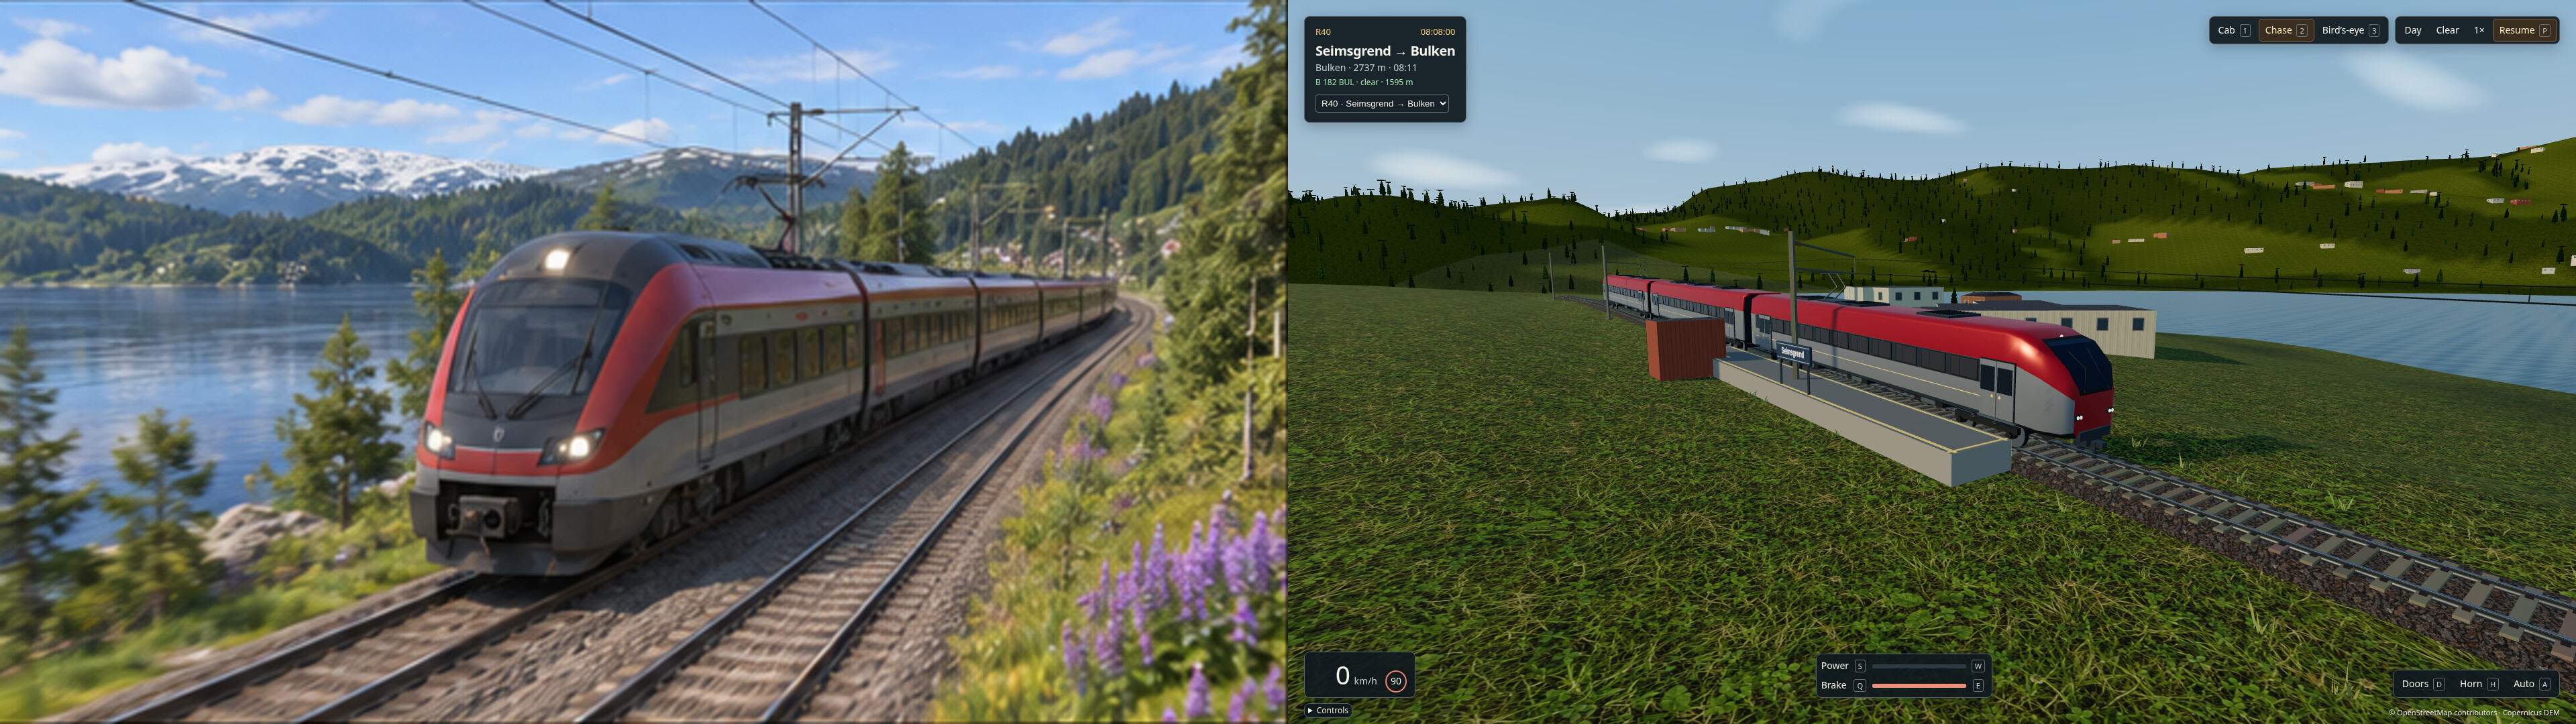 R40 08:08:00
Seimsgrend → Bulken
Bulken · 2737 m · 08:11
B 182 BUL · clear · 1595 m
R40 · Seimsgrend → Bulken
Cab 1 Chase 2 Bird's-eye 3
Day Clear 1× Resume P
Seimsgrend
0 km/h 90
Power S W
Brake Q E
Doors D Horn H Auto A
▶ Controls
© OpenStreetMap contributors · Copernicus DEM